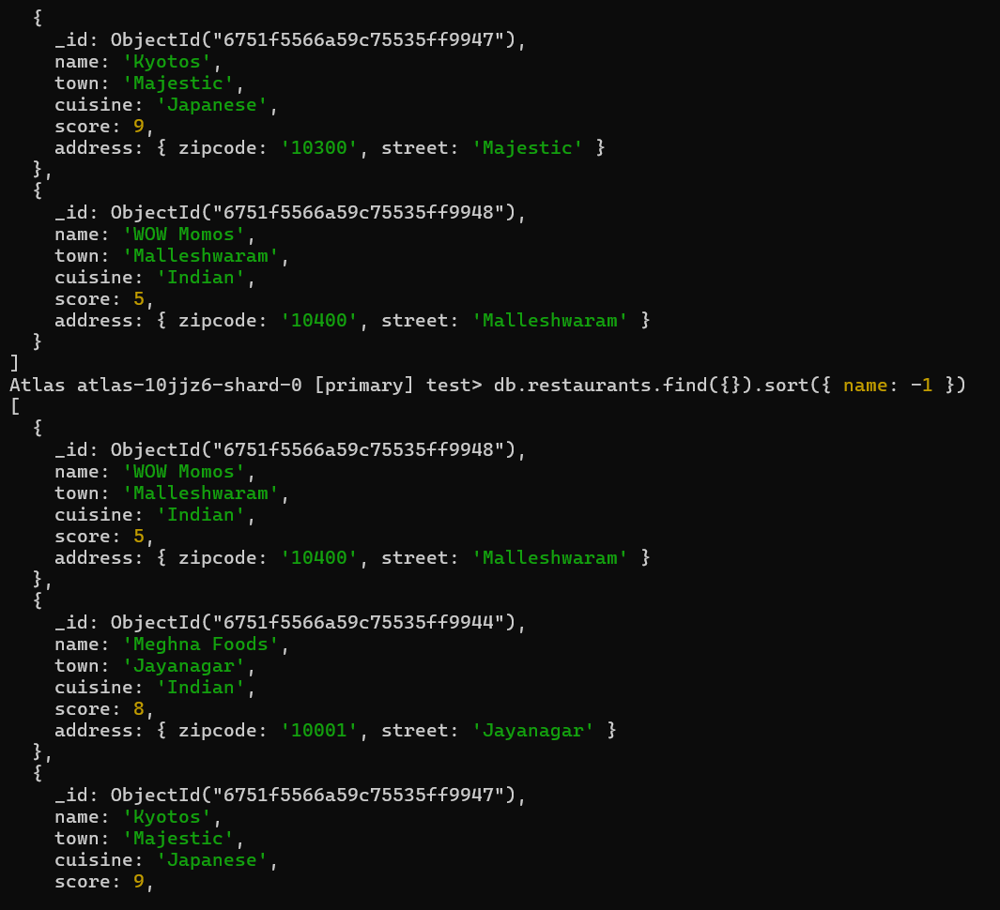 {
_id: ObjectId("6751f5566a59c75535ff9947"),
name: 'Kyotos',
town: 'Majestic',
cuisine: 'Japanese',
score: 9,
address: { zipcode: '10300', street: 'Majestic' }
},
{
_id: ObjectId("6751f5566a59c75535ff9948"),
name: 'WOW Momos',
town: 'Malleshwaram',
cuisine: 'Indian',
score: 5,
address: { zipcode: '10400', street: 'Malleshwaram' }
}
]
Atlas atlas-10jjz6-shard-0 [primary] test> db.restaurants.find({}).sort({ name: -1 })
[
{
_id: ObjectId("6751f5566a59c75535ff9948"),
name: 'WOW Momos',
town: 'Malleshwaram',
cuisine: 'Indian',
score: 5,
address: { zipcode: '10400', street: 'Malleshwaram' }
},
{
_id: ObjectId("6751f5566a59c75535ff9944"),
name: 'Meghna Foods',
town: 'Jayanagar',
cuisine: 'Indian',
score: 8,
address: { zipcode: '10001', street: 'Jayanagar' }
},
{
_id: ObjectId("6751f5566a59c75535ff9947"),
name: 'Kyotos',
town: 'Majestic',
cuisine: 'Japanese',
score: 9,